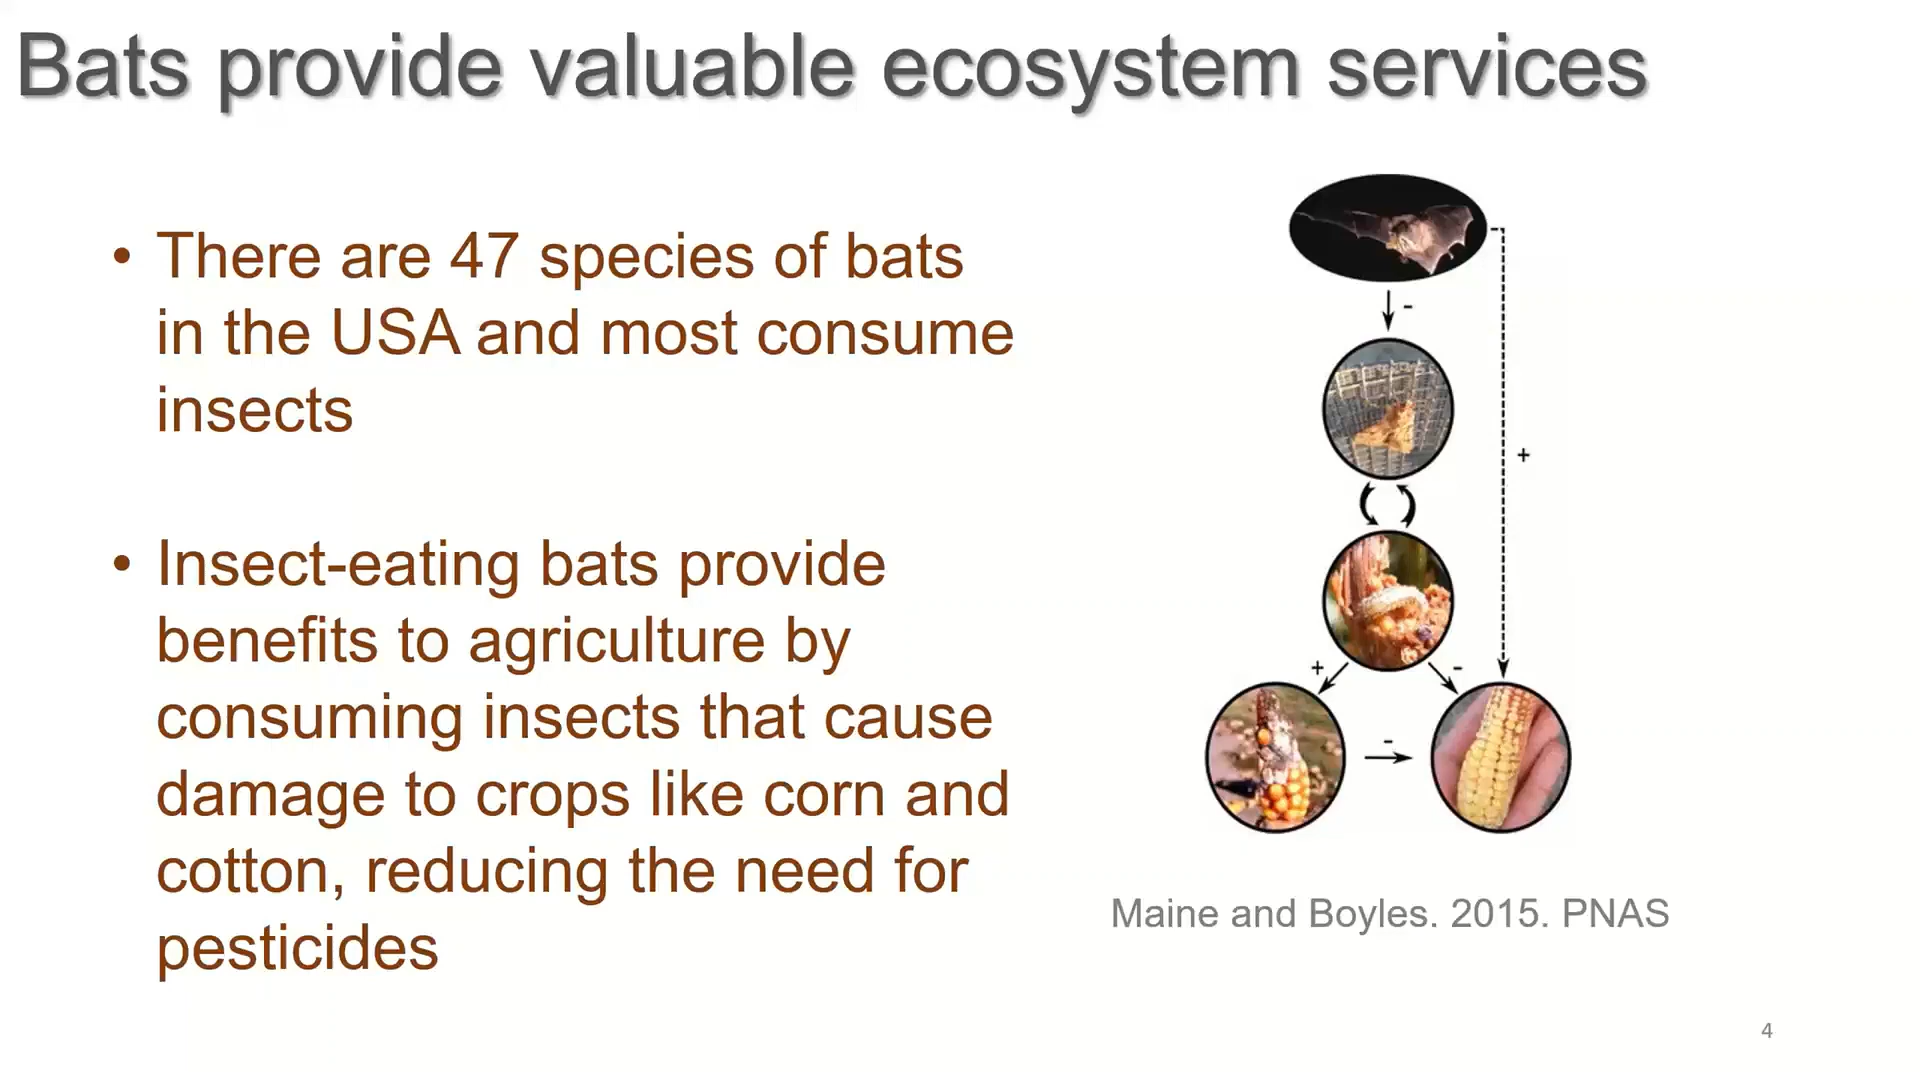 Bats provide valuable ecosystem services
• There are 47 species of bats
in the USA and most consume
insects
• Insect-eating bats provide
benefits to agriculture by
consuming insects that cause
damage to crops like corn and
cotton, reducing the need for
pesticides
-
+
+
-
-
Maine and Boyles. 2015. PNAS
4